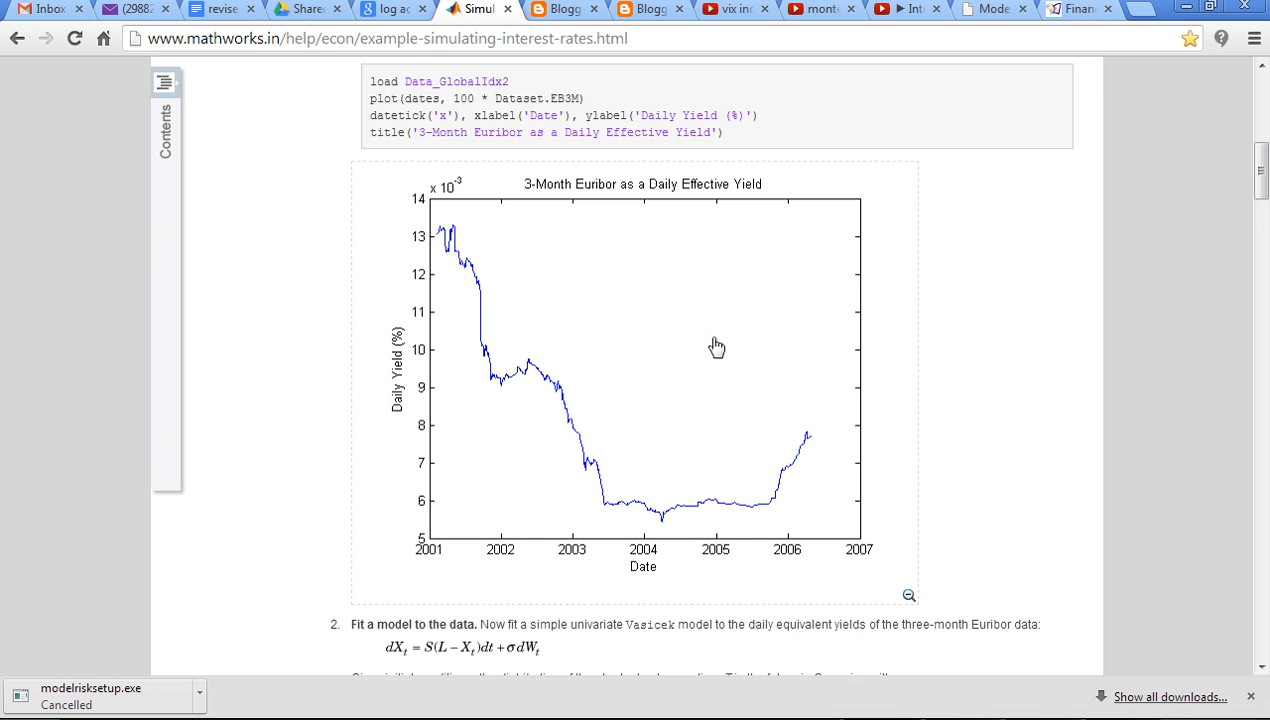 Inbox
(2988
revise
Share
log ac
Simul
Blogg
Blogg
vix inc
monte
Int
Mode
Financ
www.mathworks.in/help/econ/example-simulating-interest-rates.html
Contents
load Data_GlobalIdx2
plot(dates, 100 * Dataset.EB3M)
datetick('x'), xlabel('Date'), ylabel('Daily Yield (%)')
title('3-Month Euribor as a Daily Effective Yield')
x 10-3
3-Month Euribor as a Daily Effective Yield
14
13
12
11
10
9
8
7
6
5
Daily Yield (%)
2001 2002 2003 2004 2005 2006 2007
Date
2. Fit a model to the data. Now fit a simple univariate Vasicek model to the daily equivalent yields of the three-month Euribor data:
dXt = S(L − Xt)dt + σdWt
modelrisksetup.exe
Cancelled
Show all downloads...